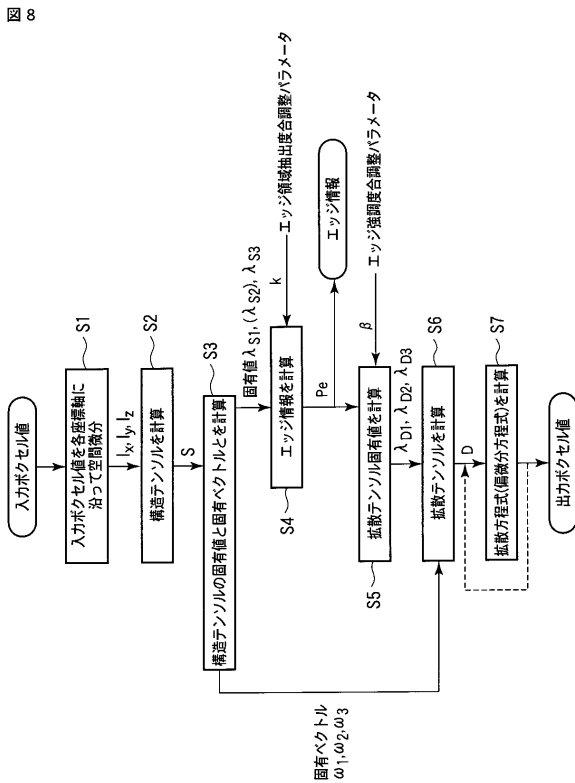 図 8
入力ボクセル値
入力ボクセル値を各座標軸に
沿って空間微分
S1
Ix, Iy, Iz
構造テンソルを計算
S2
S
構造テンソルの固有値と固有ベクトルとを計算
S3
固有値 λS1, (λS2), λS3
エッジ情報を計算
S4
k
エッジ領域抽出度合調整パラメータ
Pe
エッジ情報
拡散テンソル固有値を計算
S5
β
エッジ強調度合調整パラメータ
λD1, λD2, λD3
固有ベクトル
ω1, ω2, ω3
拡散テンソルを計算
S6
D
拡散方程式(偏微分方程式)を計算
S7
出力ボクセル値